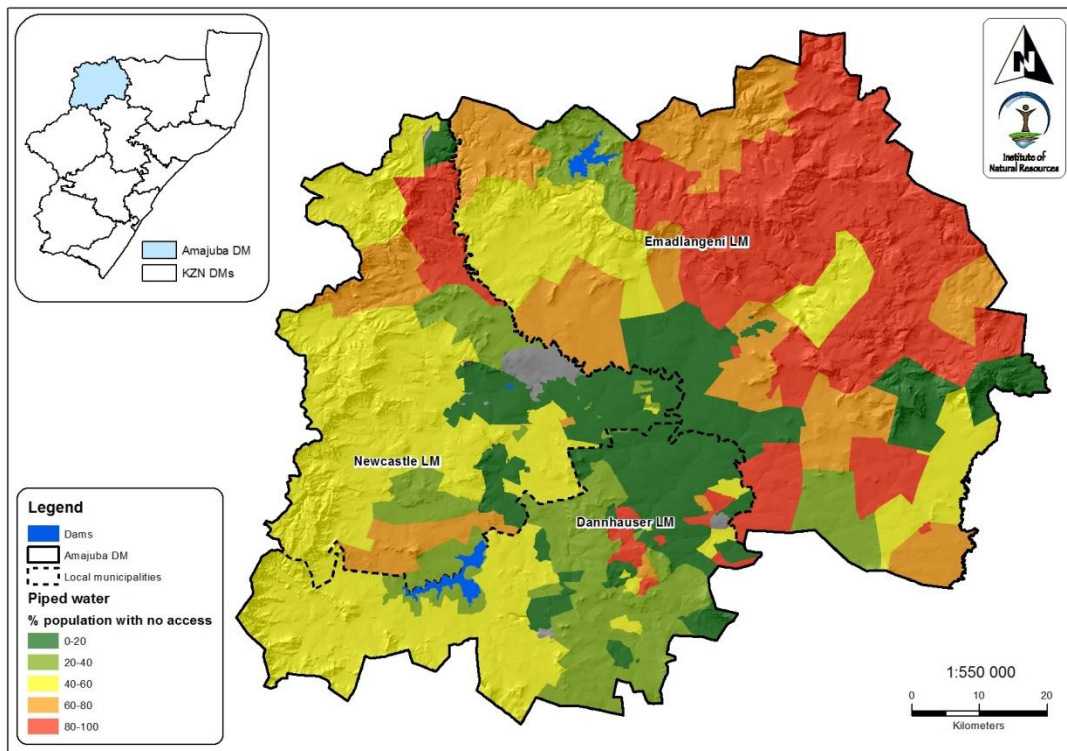 Amajuba DM
KZN DMs
N
Institute of
Natural Resources
Emadlangeni LM
Newcastle LM
Dannhauser LM
Legend
Dams
Amajuba DM
Local municipalities
Piped water
% population with no access
0-20
20-40
40-60
60-80
80-100
1:550 000
0 10 20
Kilometers